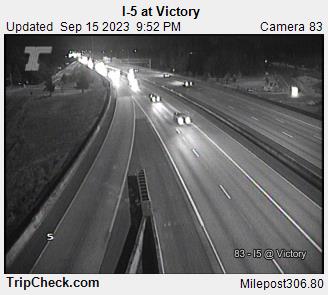 I-5 at Victory
Updated Sep 15 2023 9:52 PM Camera 83
T
S
83 - I5 @ Victory
TripCheck.com Milepost306.80